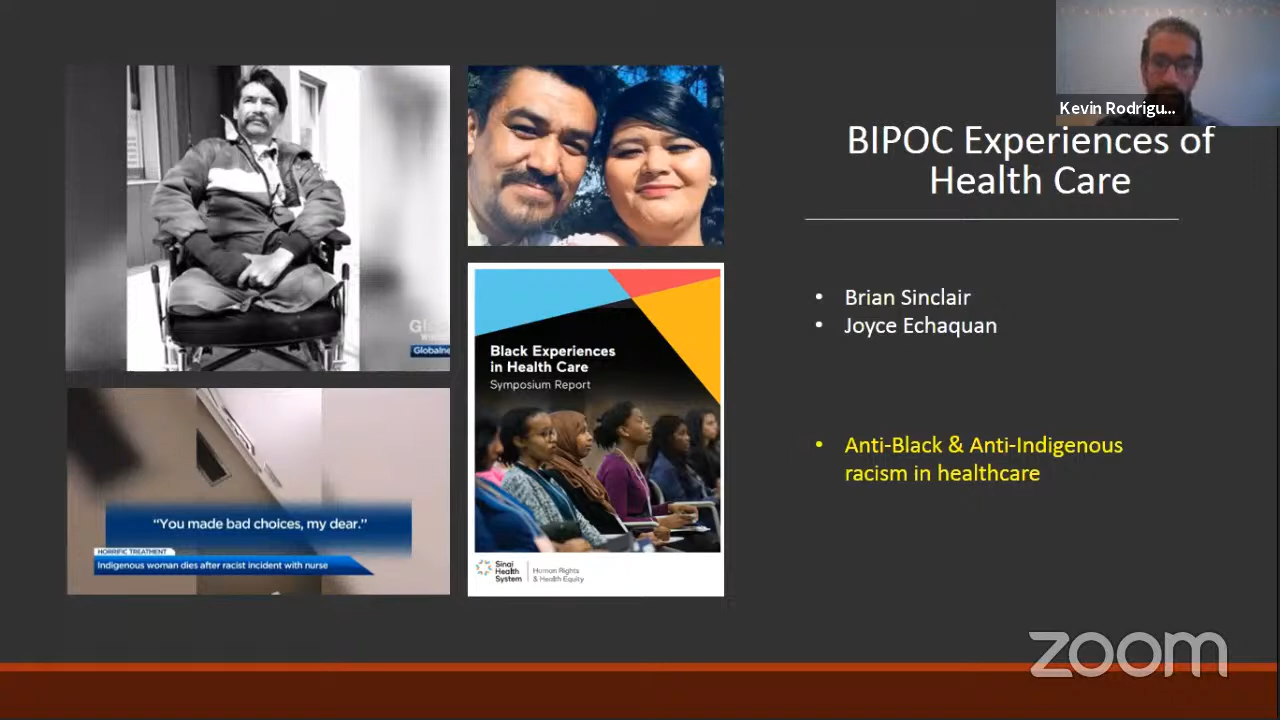 Kevin Rodrigu...
BIPOC Experiences of
Health Care
• Brian Sinclair
• Joyce Echaquan
• Anti-Black & Anti-Indigenous
racism in healthcare
Globalne
Black Experiences
in Health Care
Symposium Report
Sinai
Health
System
Human Rights
& Health Equity
“You made bad choices, my dear.”
HORRIFIC TREATMENT
Indigenous woman dies after racist incident with nurse
zoom